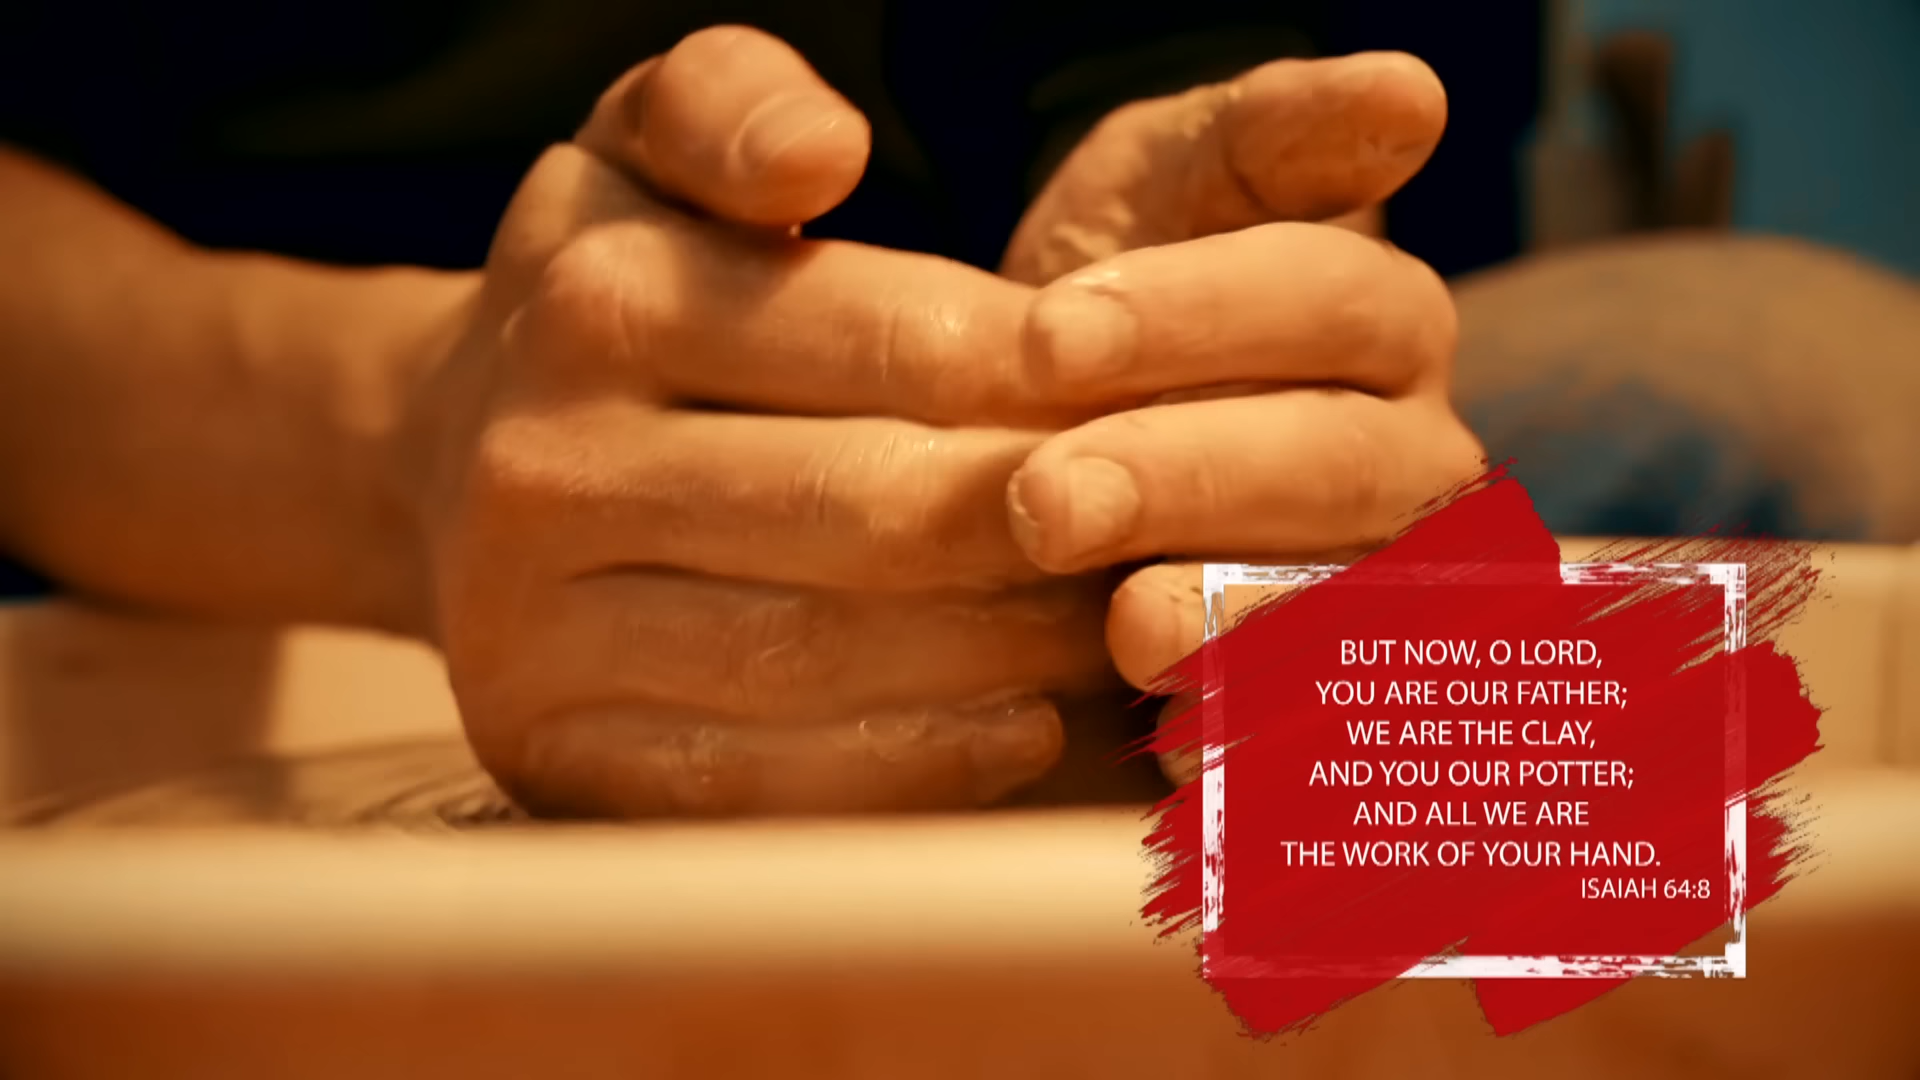 BUT NOW, O LORD,
YOU ARE OUR FATHER;
WE ARE THE CLAY,
AND YOU OUR POTTER;
AND ALL WE ARE
THE WORK OF YOUR HAND.
ISAIAH 64:8